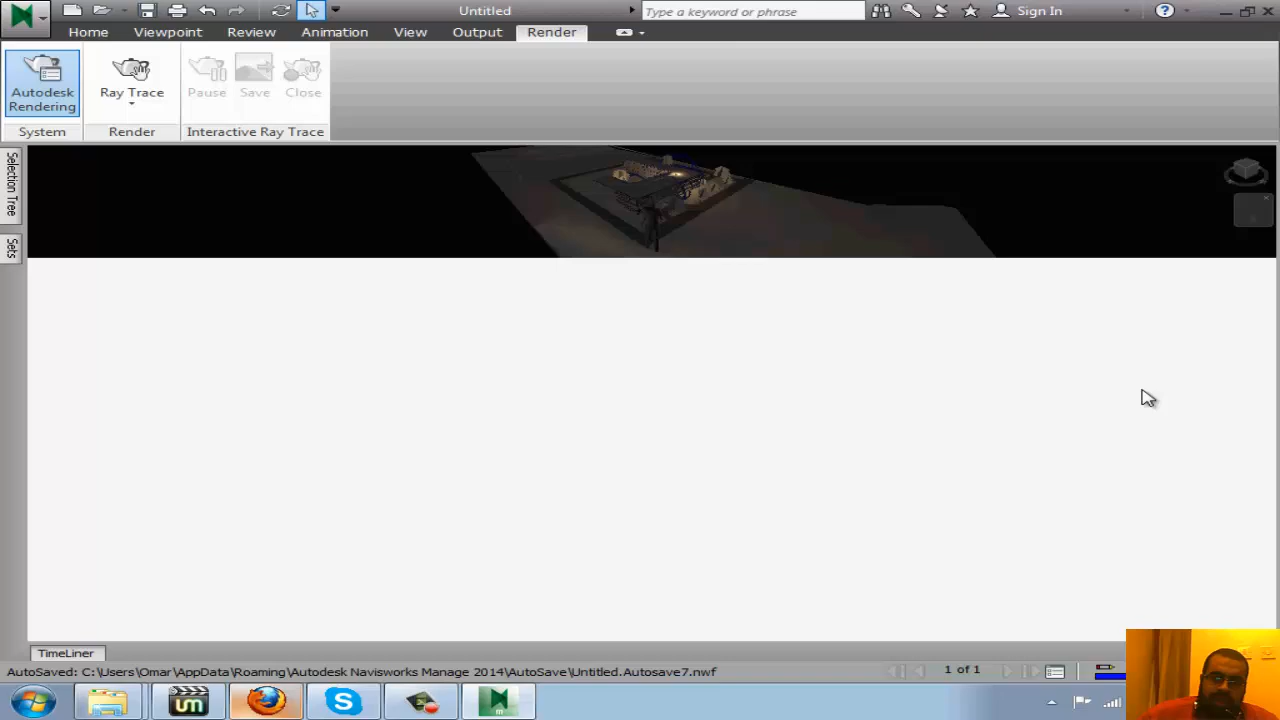 Untitled
Type a keyword or phrase
Sign In
Home
Viewpoint
Review
Animation
View
Output
Render
Autodesk Rendering
Ray Trace
Pause
Save
Close
System
Render
Interactive Ray Trace
Selection Tree
Sets
TimeLiner
AutoSaved: C:\Users\Omar\AppData\Roaming\Autodesk Navisworks Manage 2014\AutoSave\Untitled.Autosave7.nwf
1 of 1
um
m